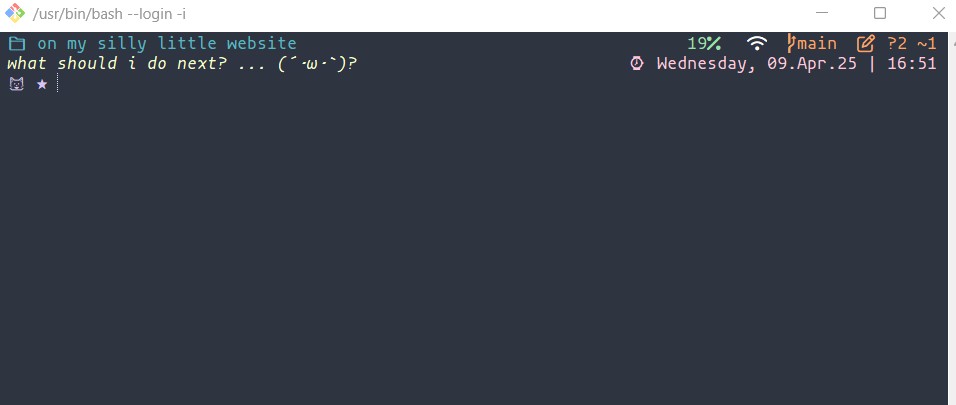 /usr/bin/bash --login -i
on my silly little website 19% main ?2 ~1
what should i do next? ... (´･ω･`)? Wednesday, 09.Apr.25 | 16:51
★